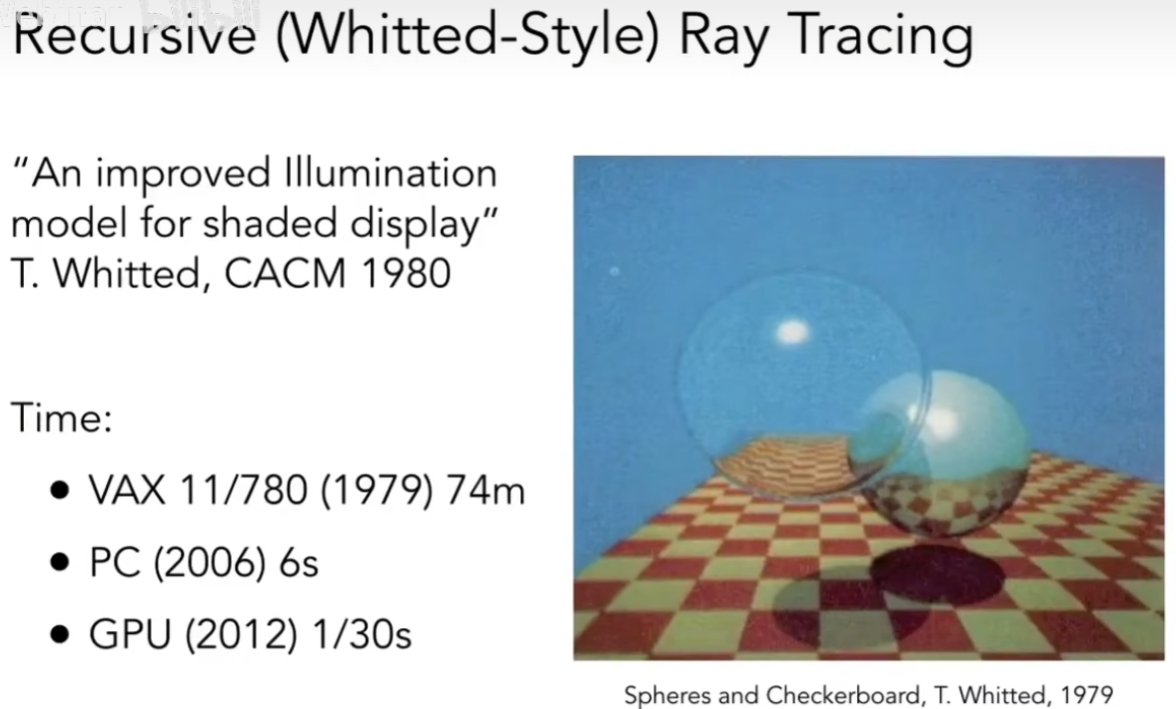 Recursive (Whitted-Style) Ray Tracing
“An improved Illumination
model for shaded display”
T. Whitted, CACM 1980
Time:
● VAX 11/780 (1979) 74m
● PC (2006) 6s
● GPU (2012) 1/30s
Spheres and Checkerboard, T. Whitted, 1979